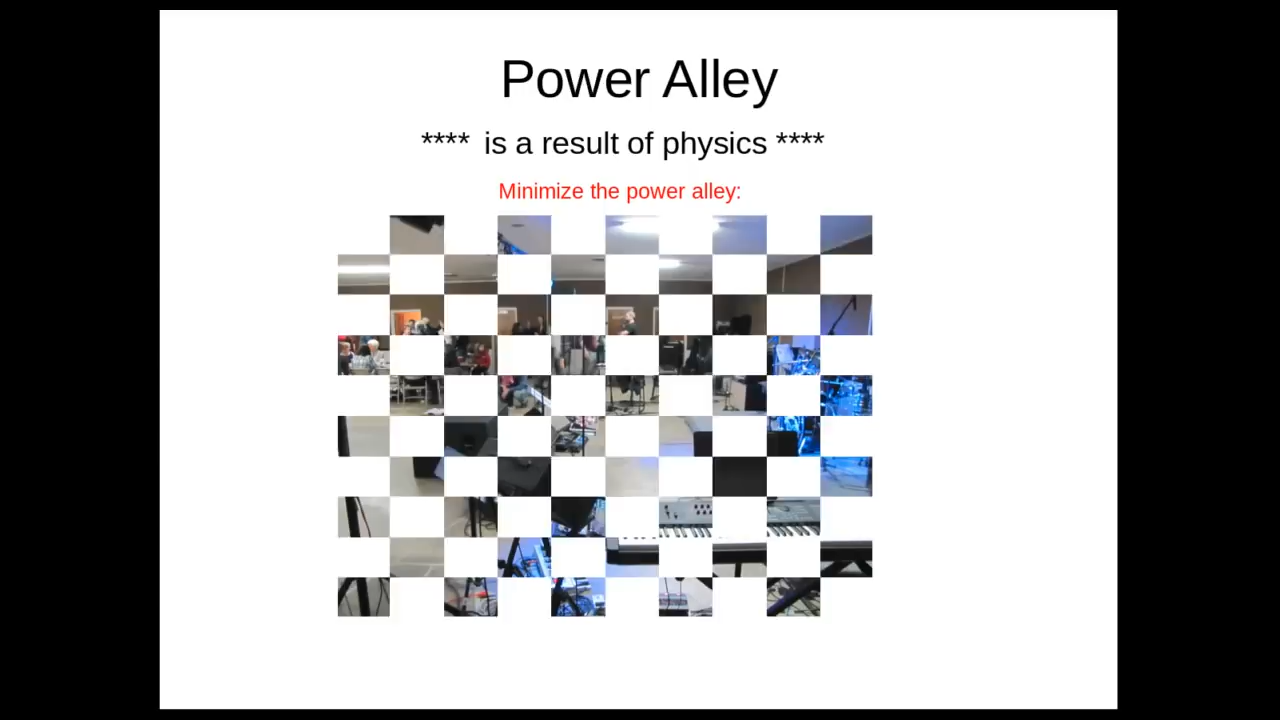 Power Alley
**** is a result of physics ****
Minimize the power alley: